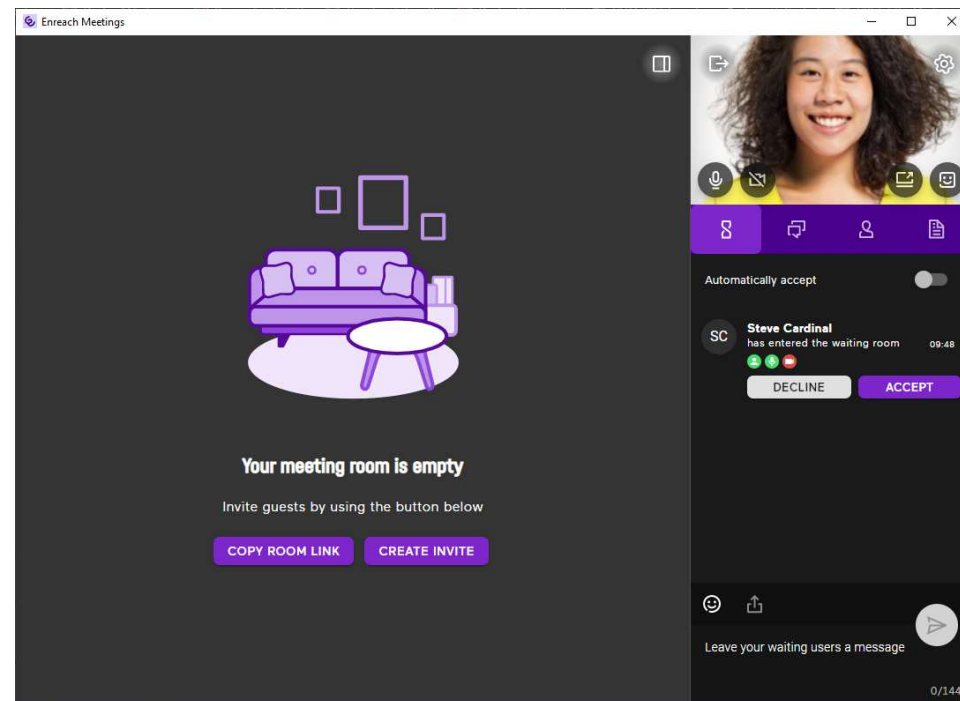 Enreach Meetings
Your meeting room is empty
Invite guests by using the button below
COPY ROOM LINK
CREATE INVITE
Automatically accept
SC
Steve Cardinal
has entered the waiting room
09:48
DECLINE
ACCEPT
Leave your waiting users a message
0/144